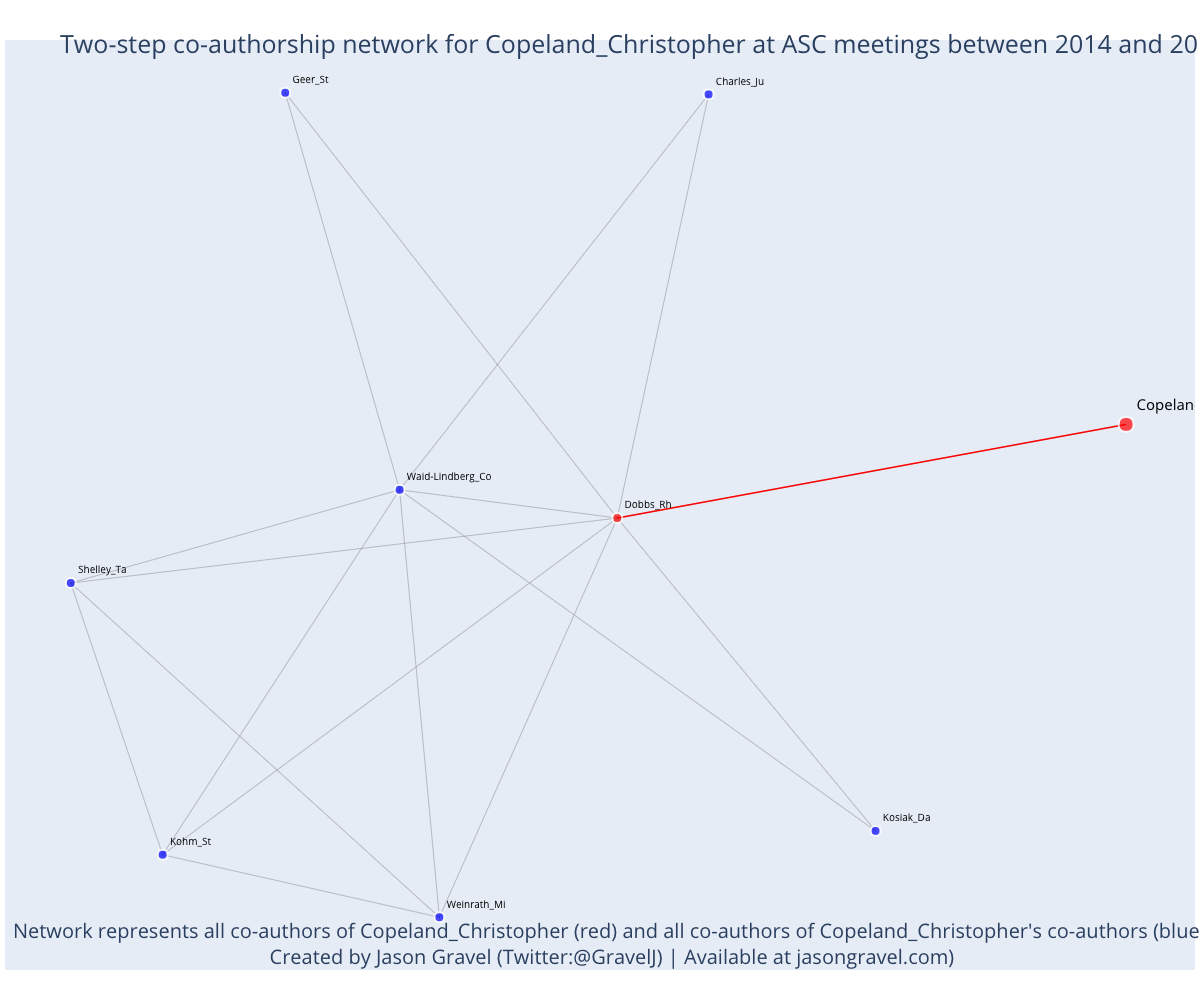 Two-step co-authorship network for Copeland_Christopher at ASC meetings between 2014 and 20
Geer_St
Charles_Ju
Copelan
Waid-Lindberg_Co
Dobbs_Rh
Shelley_Ta
Kosiak_Da
Kohm_St
Weinrath_Mi
Network represents all co-authors of Copeland_Christopher (red) and all co-authors of Copeland_Christopher's co-authors (blue
Created by Jason Gravel (Twitter:@GravelJ) | Available at jasongravel.com)